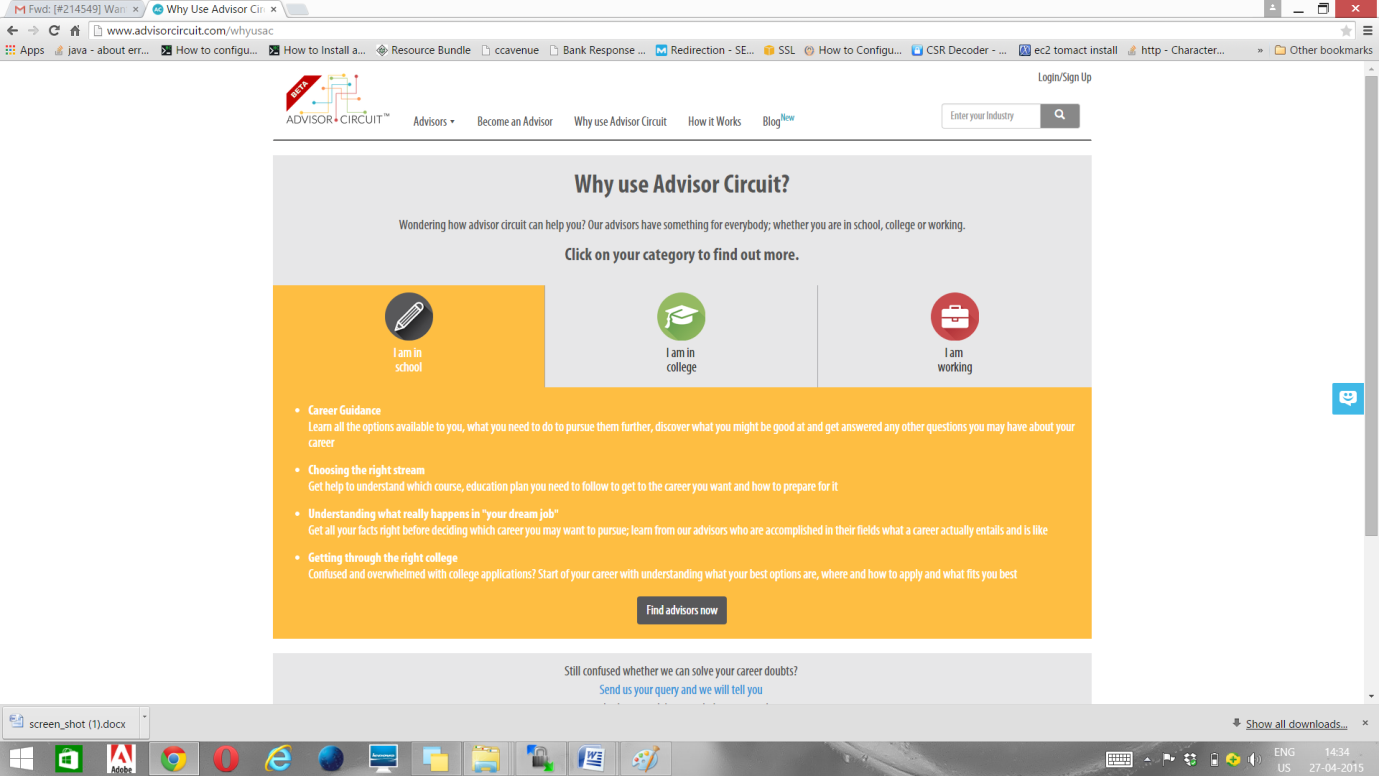 Fwd: [#214549] Wan
Why Use Advisor Cir
www.advisorcircuit.com/whyusac
Apps java - about err... How to configu... How to Install a... Resource Bundle ccavenue Bank Response ... Redirection - SE... SSL How to Configu... CSR Decoder - ... ec2 tomact install http - Character... » Other bookmarks
Login/Sign Up
BETA
ADVISOR CIRCUIT™
Advisors Become an Advisor Why use Advisor Circuit How it Works Blog New
Enter your Industry
Why use Advisor Circuit?
Wondering how advisor circuit can help you? Our advisors have something for everybody; whether you are in school, college or working.
Click on your category to find out more.
I am in
school
I am in
college
I am
working
• Career Guidance
Learn all the options available to you, what you need to do to pursue them further, discover what you might be good at and get answered any other questions you may have about your
career
• Choosing the right stream
Get help to understand which course, education plan you need to follow to get to the career you want and how to prepare for it
• Understanding what really happens in "your dream job"
Get all your facts right before deciding which career you may want to pursue; learn from our advisors who are accomplished in their fields what a career actually entails and is like
• Getting through the right college
Confused and overwhelmed with college applications? Start of your career with understanding what your best options are, where and how to apply and what fits you best
Find advisors now
Still confused whether we can solve your career doubts?
Send us your query and we will tell you
screen_shot (1).docx
Show all downloads...
Adobe
ENG
US
14:34
27-04-2015